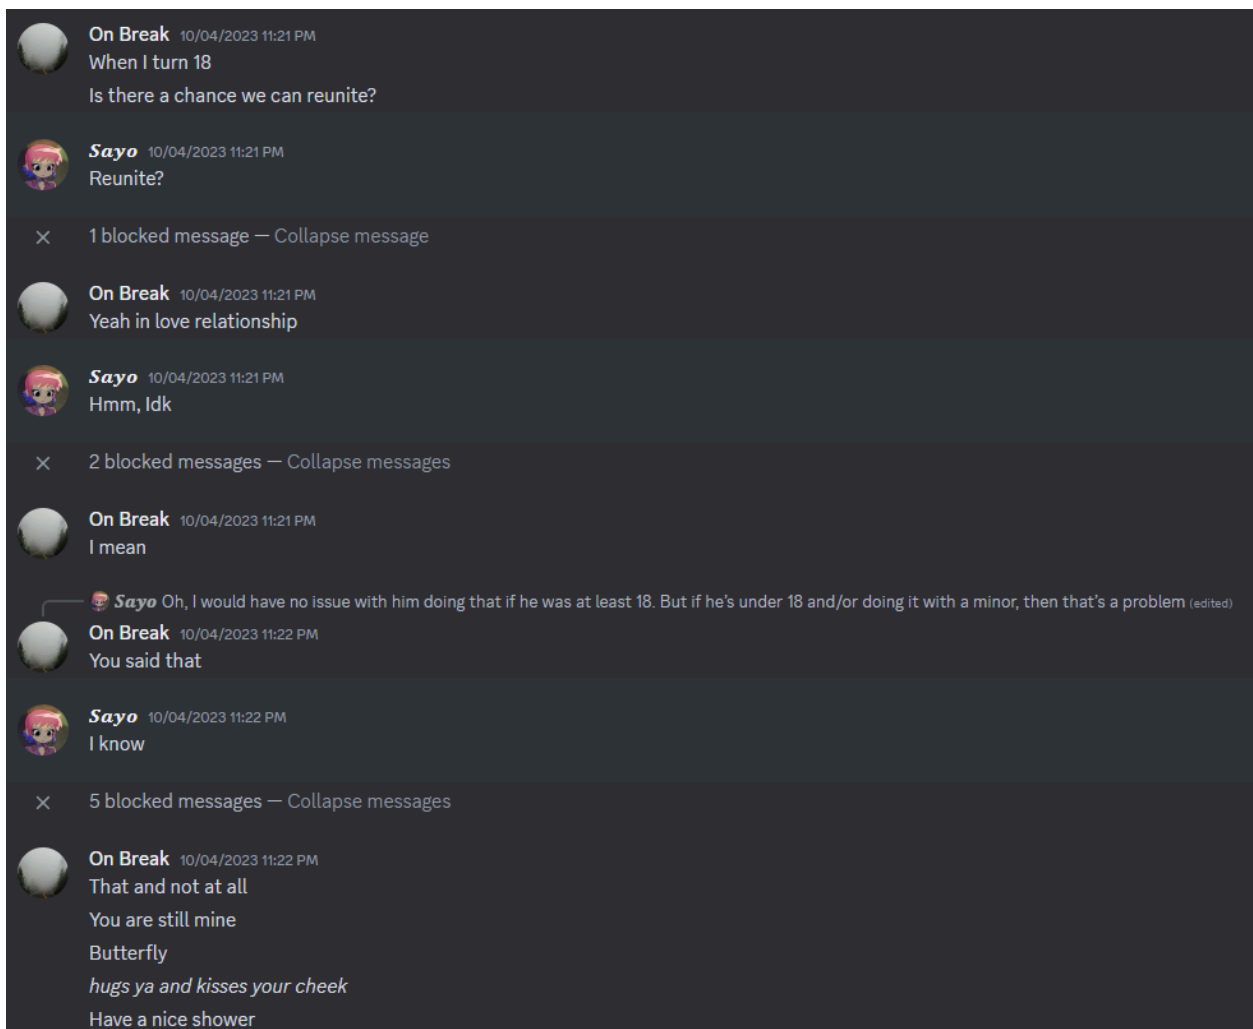 On Break 10/04/2023 11:21 PM
When I turn 18
Is there a chance we can reunite?
Sayo 10/04/2023 11:21 PM
Reunite?
1 blocked message — Collapse message
On Break 10/04/2023 11:21 PM
Yeah in love relationship
Sayo 10/04/2023 11:21 PM
Hmm, Idk
2 blocked messages — Collapse messages
On Break 10/04/2023 11:21 PM
I mean
Sayo Oh, I would have no issue with him doing that if he was at least 18. But if he's under 18 and/or doing it with a minor, then that's a problem (edited)
On Break 10/04/2023 11:22 PM
You said that
Sayo 10/04/2023 11:22 PM
I know
5 blocked messages — Collapse messages
On Break 10/04/2023 11:22 PM
That and not at all
You are still mine
Butterfly
hugs ya and kisses your cheek
Have a nice shower